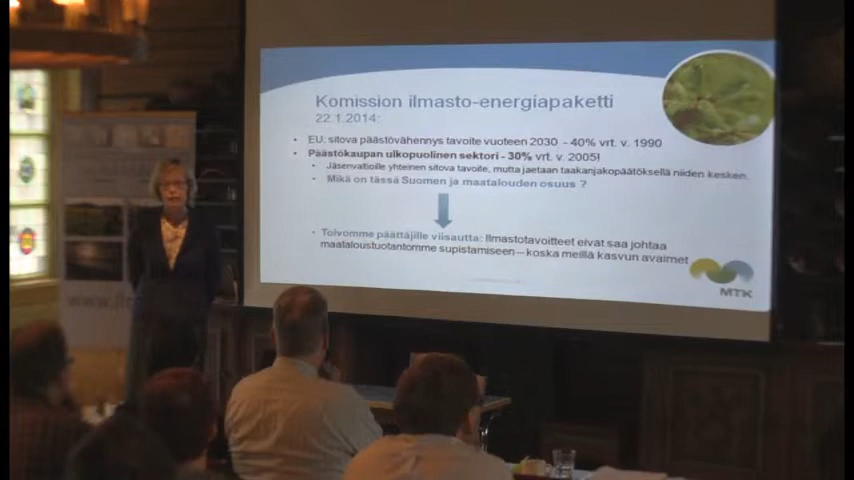 Komission ilmasto-energiapaketti
22.1.2014:
• EU: sitova päästövähennys tavoite vuoteen 2030 - 40% vrt. v. 1990
• Päästökaupan ulkopuolinen sektori - 30% vrt. v. 2005!
• Jäsenvaltioille yhteinen sitova tavoite, mutta jaetaan taakanjakopäätöksellä niiden kesken.
• Mikä on tässä Suomen ja maatalouden osuus ?
• Toivomme päättäjille viisautta: Ilmastotavoitteet eivät saa johtaa
maataloustuotantomme supistamiseen – koska meillä kasvun avaimet
MTK